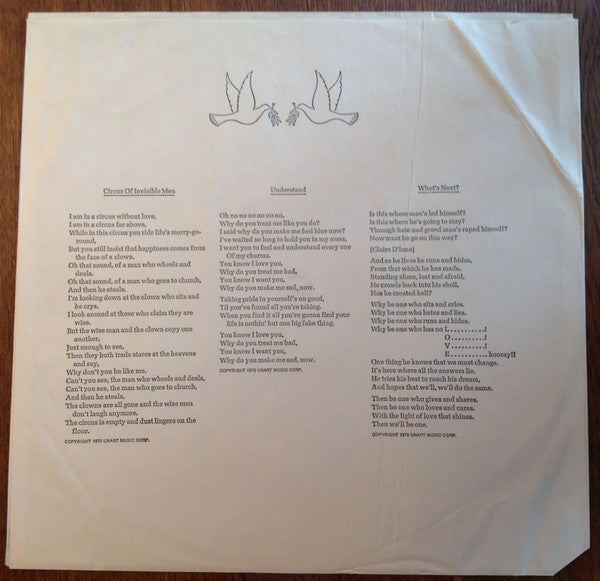 Circus Of Invisible Men
I am in a circus without love,
I am in a circus far above,
While in this circus you ride life's merry-go-
round,
But you still insist that happiness comes from
the face of a clown.
Oh that sound, of a man who wheels and
deals.
Oh that sound, of a man who goes to church,
And then he steals.
I'm looking down at the clown who sits and
he crys.
I look around at those who claim they are
wise.
But the wise man and the clown copy one
another,
Just enough to see,
Then they both trade stares at the heavens
and say,
Why don't you be like me.
Can't you see, the man who wheels and deals,
Can't you see, the man who goes to church,
And then he steals.
The clowns are all gone and the wise men
don't laugh anymore.
The circus is empty and dust lingers on the
floor.
COPYRIGHT 1970 UNART MUSIC CORP.
Understand
Oh no no no no no no,
Why do you treat me like you do?
I said why do you make me feel blue now?
I've waited so long to hold you in my arms,
I want you to feel and understand every one
Of my charms.
You know I love you,
Why do you treat me bad,
You know I want you,
Why do you make me sad, now.
Taking pride in yourself's no good,
Til you've found all you're taking.
When you find it all you're gonna find your
life is nothin' but one big fake thing.
You know I love you,
Why do you treat me bad,
You know I want you,
Why do you make me sad, now.
COPYRIGHT 1970 UNART MUSIC CORP.
What's Next?
Is this where man's led himself?
Is this where he's going to stay?
Through hate and greed man's raped himself?
Now must he go on this way?
(Claire D'lune)
And as he lives he runs and hides,
From that which he has made,
Standing alone, lost and afraid,
He crawls back into his shell,
Has he created hell?
Why be one who sits and cries.
Why be one who hates and lies.
Why be one who runs and hides.
Why be one who has no L..........!
O..........!
V..........!
E..........hooray!!
One thing he knows that we must change.
It's here where all the answers lie.
He tries his best to reach his dream,
And hopes that we'll, we'll do the same.
Then be one who gives and shares.
Then be one who loves and cares.
With the light of love that shines.
Then we'll be one.
COPYRIGHT 1970 UNART MUSIC CORP.